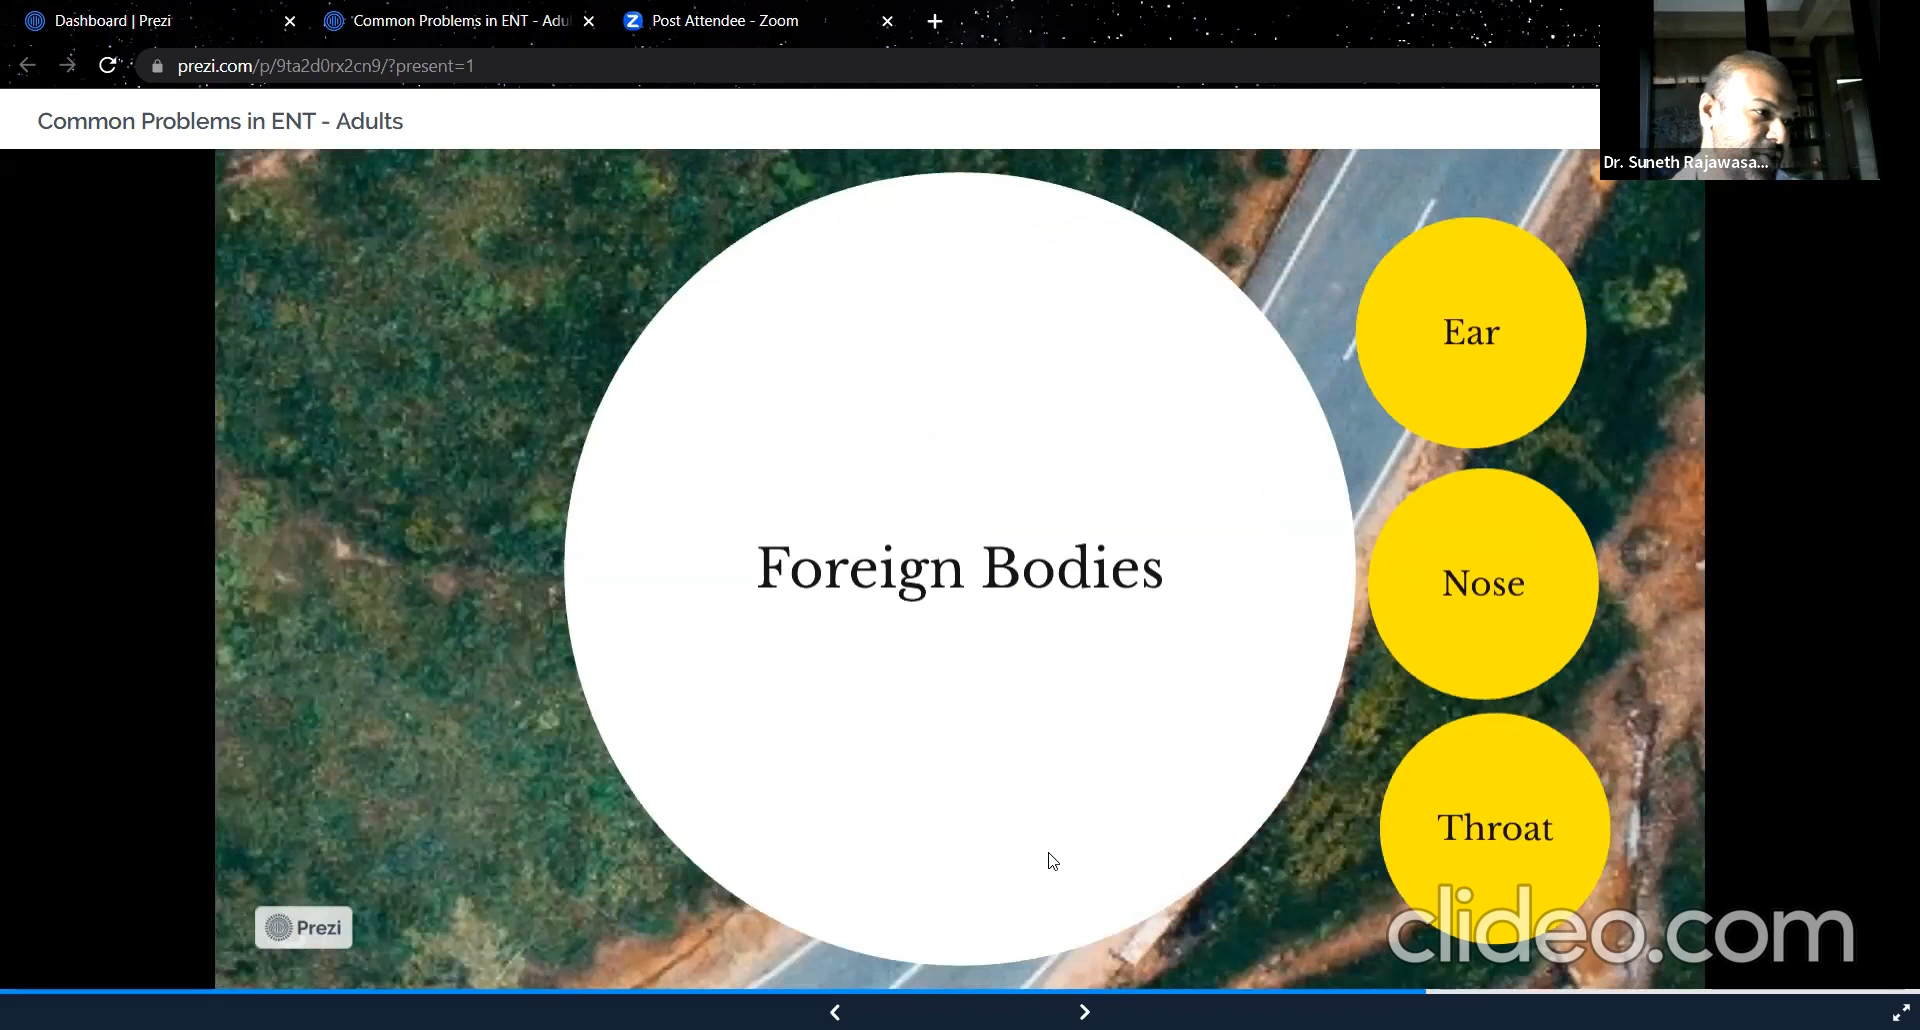 Dashboard | Prezi
Common Problems in ENT - Adul
Post Attendee - Zoom
prezi.com/p/9ta2d0rx2cn9/?present=1
Common Problems in ENT - Adults
Dr. Suneth Rajawasa...
Ear
Foreign Bodies
Nose
Throat
Prezi
clideo.com